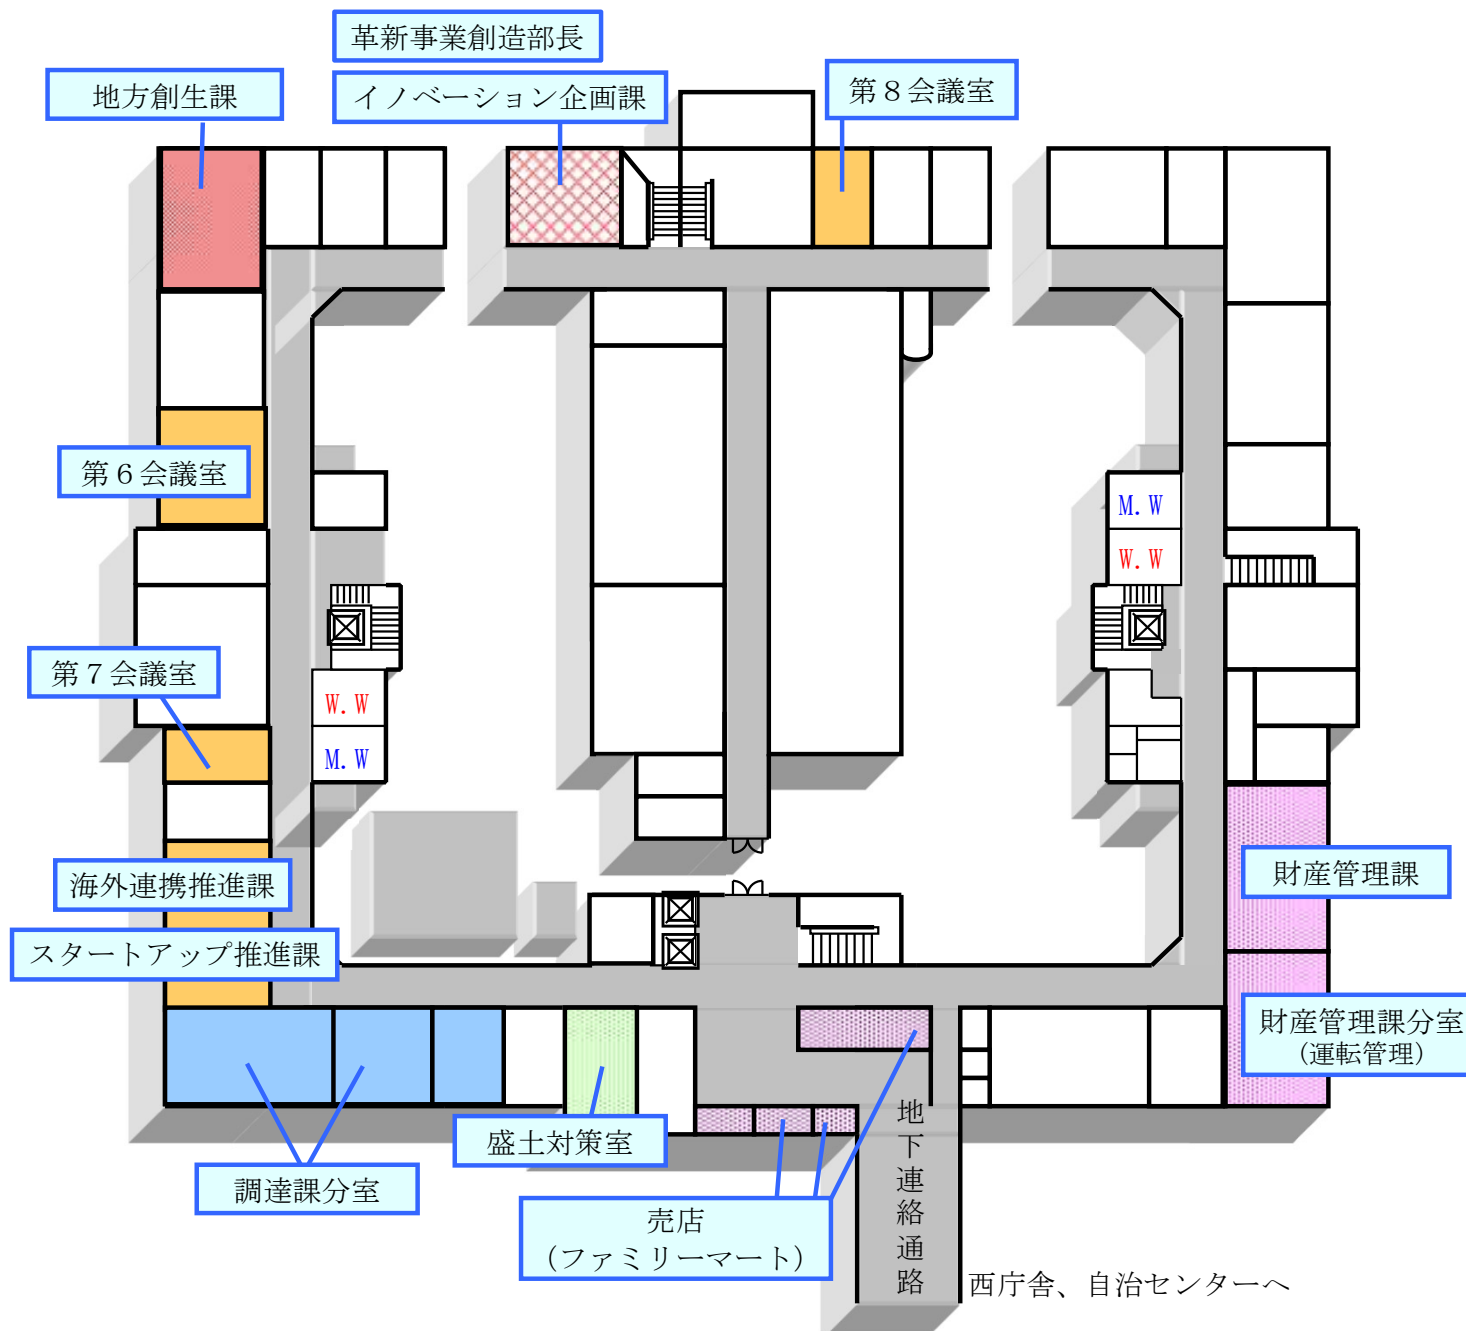 革新事業創造部長
地方創生課
イノベーション企画課
第８会議室
第６会議室
M.W
W.W
第７会議室
W.W
M.W
海外連携推進課
財産管理課
スタートアップ推進課
財産管理課分室
（運転管理）
盛土対策室
調達課分室
売店
（ファミリーマート）
地下連絡通路
西庁舎、自治センターへ